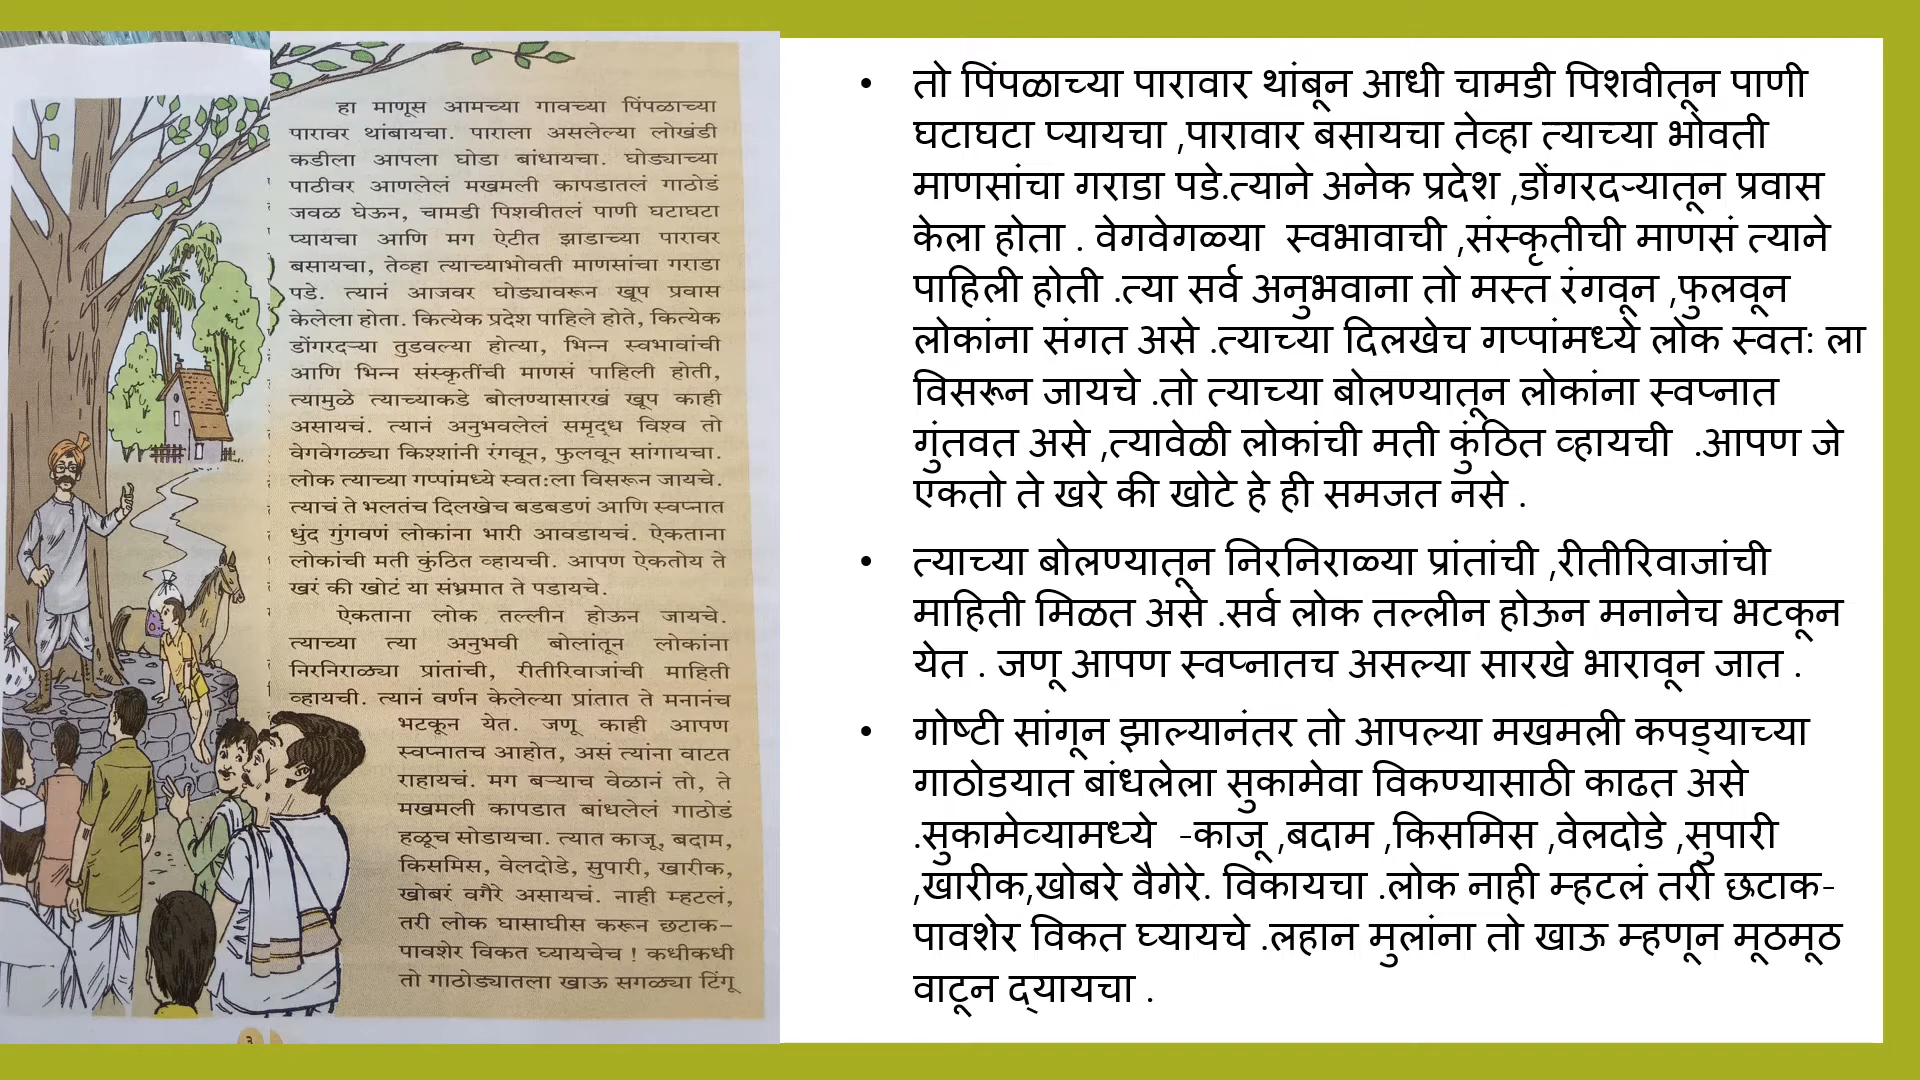 हा माणूस आमच्या गावच्या पिंपळाच्या
पारावर थांबायचा. पाराला असलेल्या लोखंडी
कडीला आपला घोडा बांधायचा. घोड्याच्या
पाठीवर आणलेलं मखमली कापडातलं गाठोडं
जवळ घेऊन, चामडी पिशवीतलं पाणी घटाघटा
प्यायचा आणि मग ऐटीत झाडाच्या पारावर
बसायचा, तेव्हा त्याच्याभोवती माणसांचा गराडा
पडे. त्यानं आजवर घोड्यावरून खूप प्रवास
केलेला होता. कित्येक प्रदेश पाहिले होते, कित्येक
डोंगरदऱ्या तुडवल्या होत्या, भिन्न स्वभावांची
आणि भिन्न संस्कृतींची माणसं पाहिली होती,
त्यामुळे त्याच्याकडे बोलण्यासारखं खूप काही
असायचं. त्यानं अनुभवलेलं समृद्ध विश्व तो
वेगवेगळ्या किश्शांनी रंगवून, फुलवून सांगायचा.
लोक त्याच्या गप्पांमध्ये स्वत:ला विसरून जायचे.
त्याचं ते भलतंच दिलखेच बडबडणं आणि स्वप्नात
धुंद गुंगवणं लोकांना भारी आवडायचं. ऐकताना
लोकांची मती कुंठित व्हायची. आपण ऐकतोय ते
खरं की खोटं या संभ्रमात ते पडायचे.
ऐकताना लोक तल्लीन होऊन जायचे.
त्याच्या त्या अनुभवी बोलांतून लोकांना
निरनिराळ्या प्रांतांची, रीतीरिवाजांची माहिती
व्हायची. त्यानं वर्णन केलेल्या प्रांतात ते मनानंच
भटकून येत. जणू काही आपण
स्वप्नातच आहोत, असं त्यांना वाटत
राहायचं. मग बऱ्याच वेळानं तो, ते
मखमली कापडात बांधलेलं गाठोडं
हळूच सोडायचा. त्यात काजू, बदाम,
किसमिस, वेलदोडे, सुपारी, खारीक,
खोबरं वगैरे असायचं. नाही म्हटलं,
तरी लोक घासाघीस करून छटाक–
पावशेर विकत घ्यायचेच ! कधीकधी
तो गाठोड्यातला खाऊ सगळ्या टिंगू
३
• तो पिंपळाच्या पारावार थांबून आधी चामडी पिशवीतून पाणी
घटाघटा प्यायचा ,पारावार बसायचा तेव्हा त्याच्या भोवती
माणसांचा गराडा पडे.त्याने अनेक प्रदेश ,डोंगरदऱ्यातून प्रवास
केला होता . वेगवेगळ्या स्वभावाची ,संस्कृतीची माणसं त्याने
पाहिली होती .त्या सर्व अनुभवाना तो मस्त रंगवून ,फुलवून
लोकांना संगत असे .त्याच्या दिलखेच गप्पांमध्ये लोक स्वत: ला
विसरून जायचे .तो त्याच्या बोलण्यातून लोकांना स्वप्नात
गुंतवत असे ,त्यावेळी लोकांची मती कुंठित व्हायची .आपण जे
एकतो ते खरे की खोटे हे ही समजत नसे .
• त्याच्या बोलण्यातून निरनिराळ्या प्रांतांची ,रीतीरिवाजांची
माहिती मिळत असे .सर्व लोक तल्लीन होऊन मनानेच भटकून
येत . जणू आपण स्वप्नातच असल्या सारखे भारावून जात .
• गोष्टी सांगून झाल्यानंतर तो आपल्या मखमली कपड्याच्या
गाठोडयात बांधलेला सुकामेवा विकण्यासाठी काढत असे
.सुकामेव्यामध्ये -काजू ,बदाम ,किसमिस ,वेलदोडे ,सुपारी
,खारीक,खोबरे वैगेरे. विकायचा .लोक नाही म्हटलं तरी छटाक-
पावशेर विकत घ्यायचे .लहान मुलांना तो खाऊ म्हणून मूठमूठ
वाटून द्यायचा .